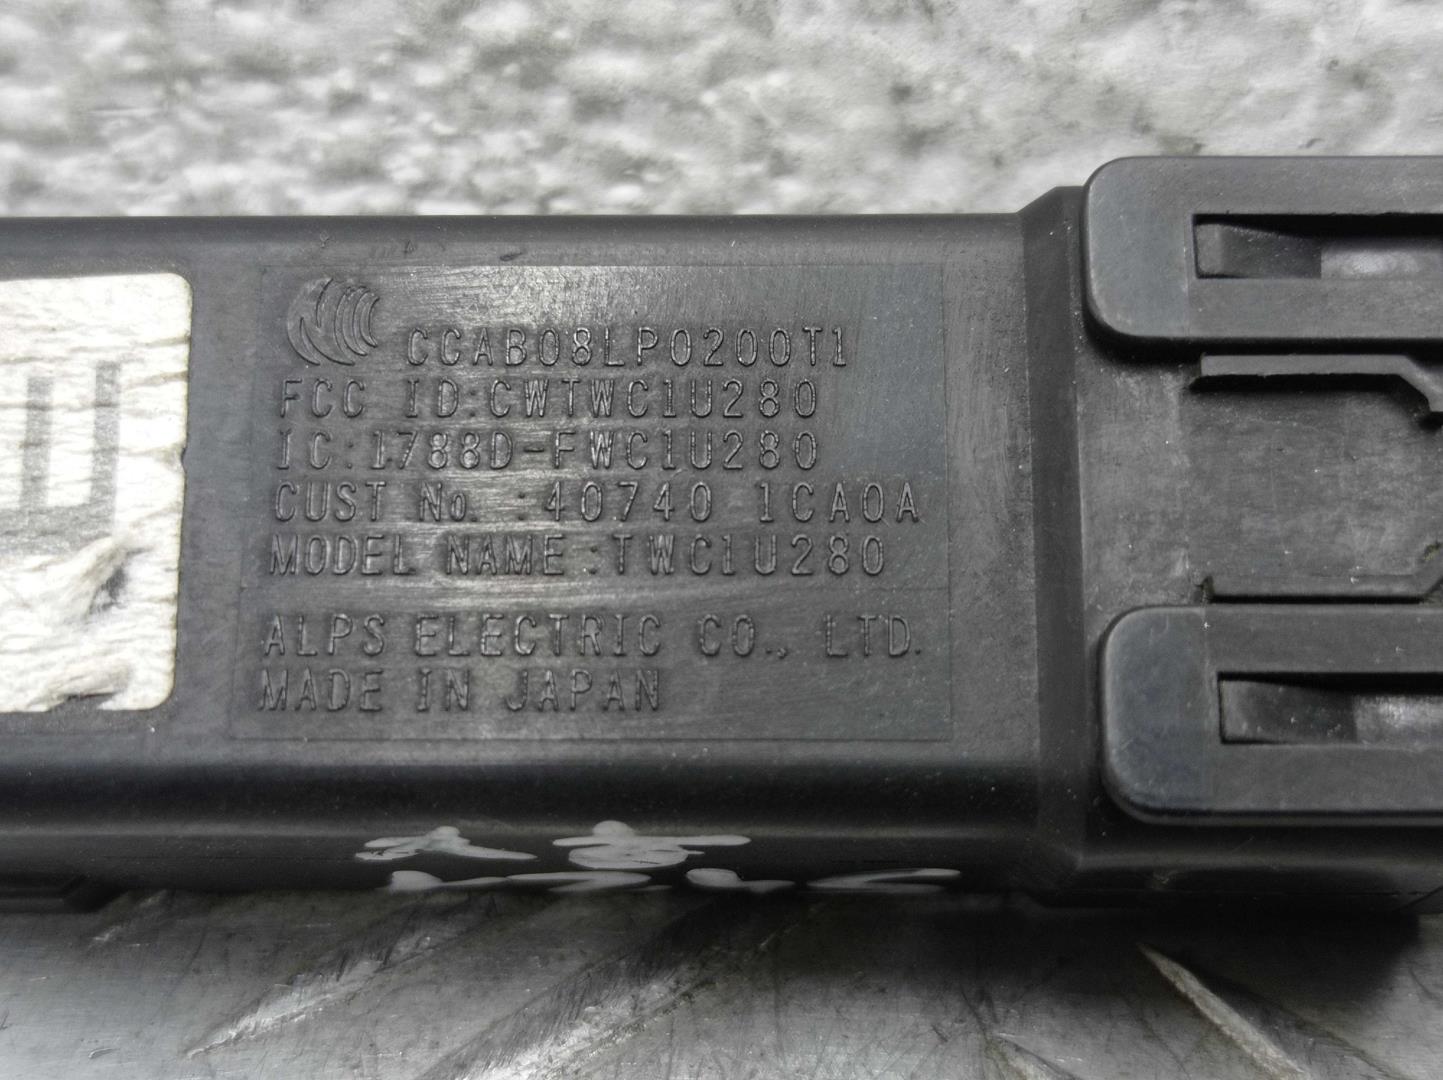 CCAB08LP0200T1
FCC ID:CWTWC1U280
IC:1788D-FWC1U280
CUST No. :40740 1CA0A
MODEL NAME:TWC1U280
ALPS ELECTRIC CO., LTD.
MADE IN JAPAN